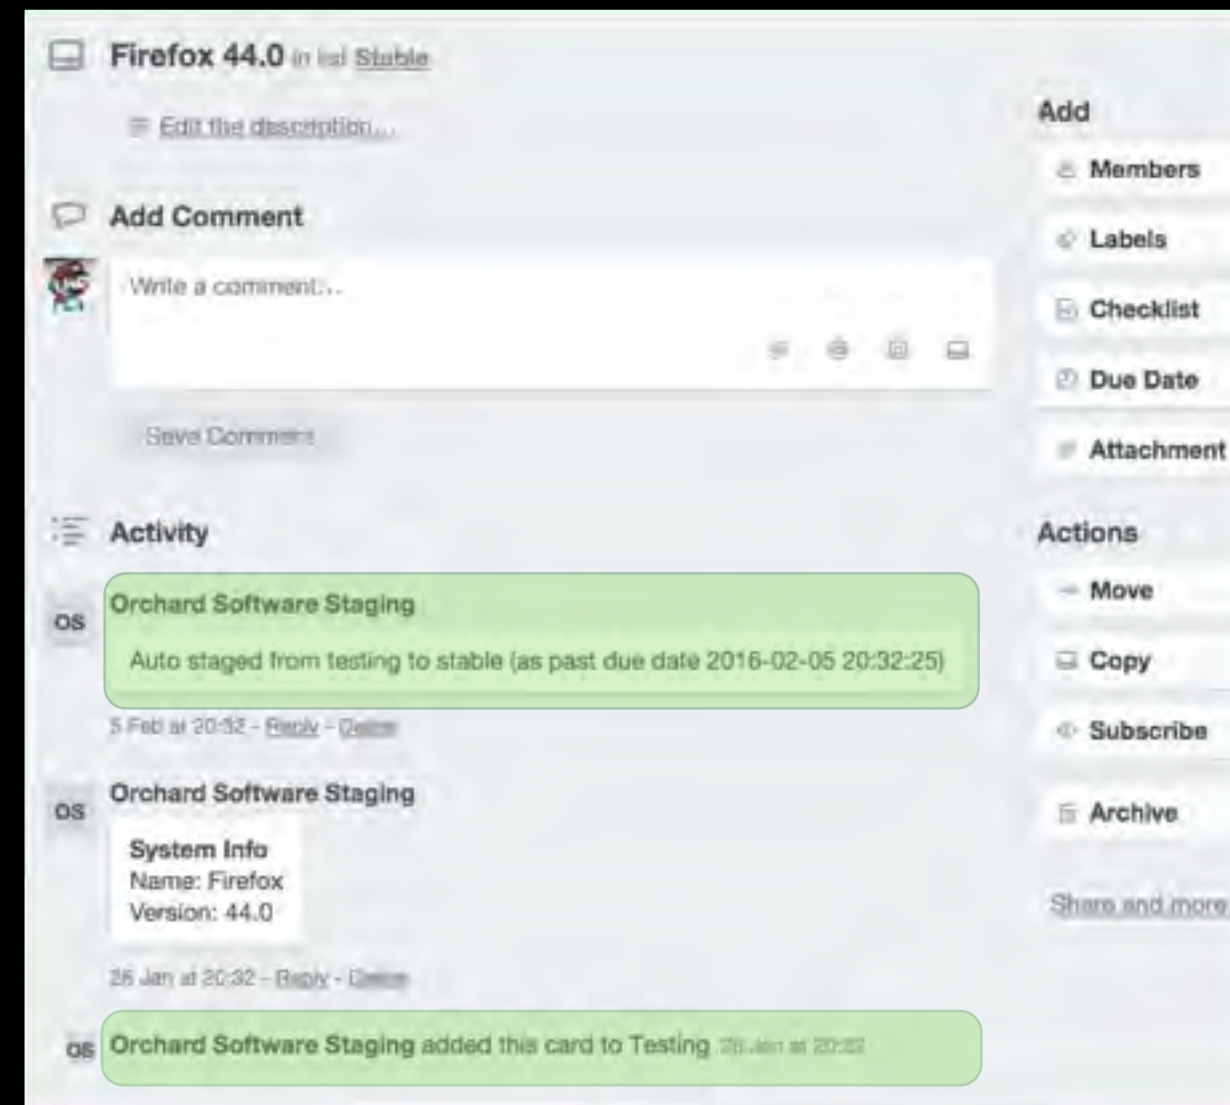 Firefox 44.0 in list Stable
Edit the description...
Add Comment
Write a comment...
Save Comment
Activity
OS
Orchard Software Staging
Auto staged from testing to stable (as past due date 2016-02-05 20:32:25)
5 Feb at 20:32 - Reply - Delete
OS
Orchard Software Staging
System Info
Name: Firefox
Version: 44.0
Jan at 20:32 - Reply - Delete
OS
Orchard Software Staging added this card to Testing
Add
Members
Labels
Checklist
Due Date
Attachment
Actions
Move
Copy
Subscribe
Archive
Share and more